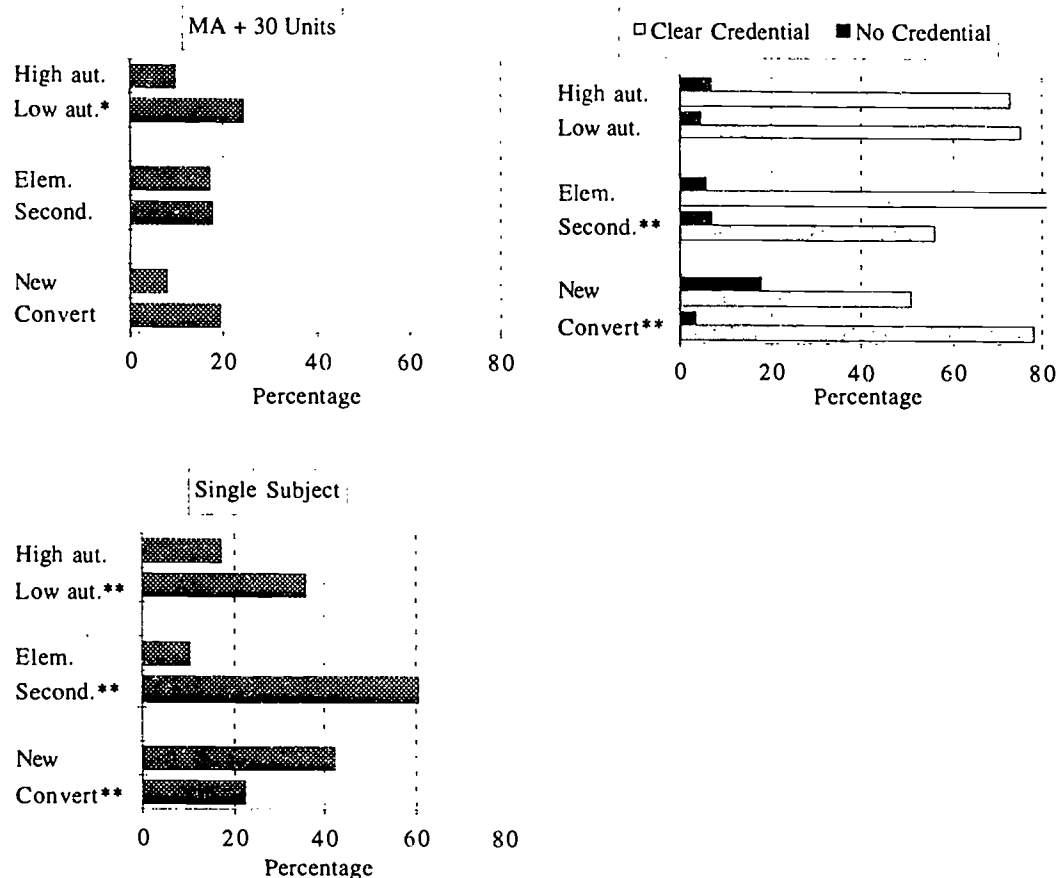 MA + 30 Units
High aut.
Low aut.*
Elem.
Second.
New
Convert
0 20 40 60 80
Percentage
□ Clear Credential ■ No Credential
High aut.
Low aut.
Elem.
Second.**
New
Convert**
0 20 40 60 80
Percentage
Single Subject
High aut.
Low aut.**
Elem.
Second.**
New
Convert**
0 20 40 60 80
Percentage